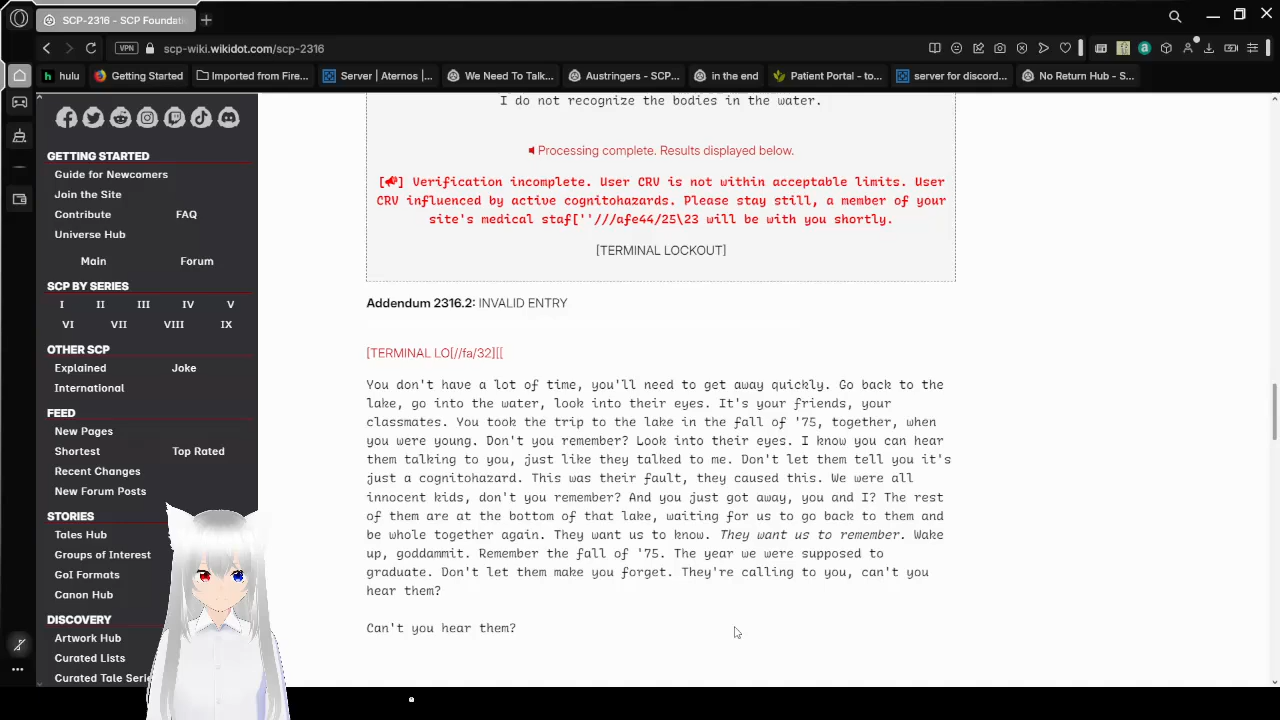 SCP-2316 - SCP Foundati
VPN scp-wiki.wikidot.com/scp-2316
hulu Getting Started Imported from Fire... Server | Aternos |... We Need To Talk... Austringers - SCP... in the end Patient Portal - to... server for discord... No Return Hub - S...
GETTING STARTED
Guide for Newcomers
Join the Site
Contribute FAQ
Universe Hub
Main Forum
SCP BY SERIES
I II III IV V
VI VII VIII IX
OTHER SCP
Explained Joke
International
FEED
New Pages
Shortest Top Rated
Recent Changes
New Forum Posts
STORIES
Tales Hub
Groups of Interest
GoI Formats
Canon Hub
DISCOVERY
Artwork Hub
Curated Lists
Curated Tale Serie
I do not recognize the bodies in the water.
Processing complete. Results displayed below.
[] Verification incomplete. User CRV is not within acceptable limits. User
CRV influenced by active cognitohazards. Please stay still, a member of your
site's medical staf[''///afe44/25\23 will be with you shortly.
[TERMINAL LOCKOUT]
Addendum 2316.2: INVALID ENTRY
[TERMINAL LO[//fa/32][[
You don't have a lot of time, you'll need to get away quickly. Go back to the
lake, go into the water, look into their eyes. It's your friends, your
classmates. You took the trip to the lake in the fall of '75, together, when
you were young. Don't you remember? Look into their eyes. I know you can hear
them talking to you, just like they talked to me. Don't let them tell you it's
just a cognitohazard. This was their fault, they caused this. We were all
innocent kids, don't you remember? And you just got away, you and I? The rest
of them are at the bottom of that lake, waiting for us to go back to them and
be whole together again. They want us to know. They want us to remember. Wake
up, goddammit. Remember the fall of '75. The year we were supposed to
graduate. Don't let them make you forget. They're calling to you, can't you
hear them?
Can't you hear them?